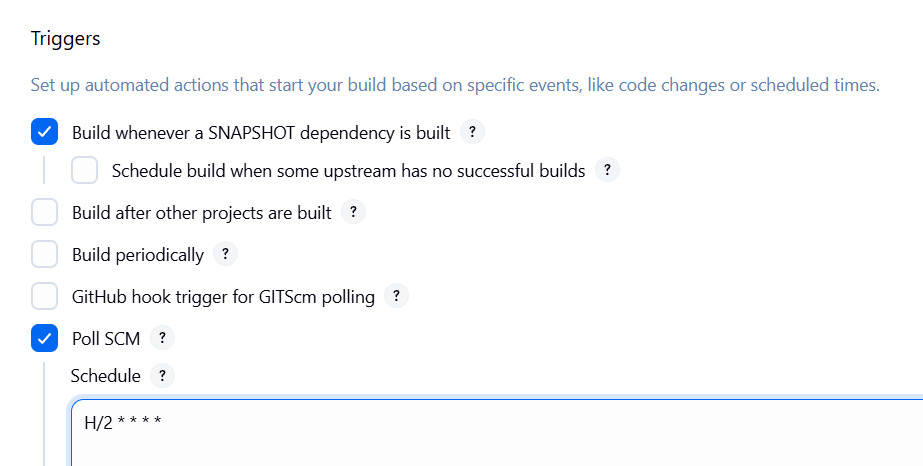 Triggers
Set up automated actions that start your build based on specific events, like code changes or scheduled times.
Build whenever a SNAPSHOT dependency is built ?
Schedule build when some upstream has no successful builds ?
Build after other projects are built ?
Build periodically ?
GitHub hook trigger for GITScm polling ?
Poll SCM ?
Schedule ?
H/2 * * * *